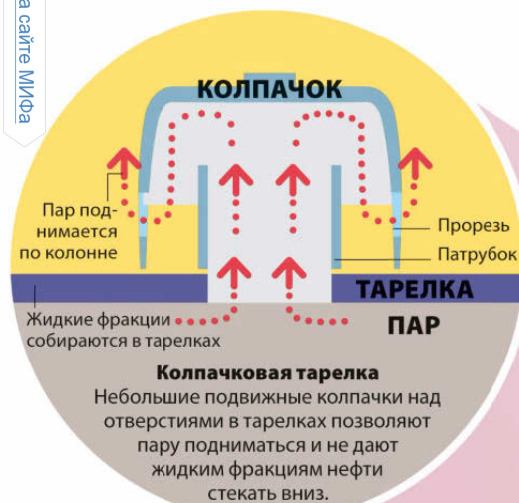 а сайте МИФа
КОЛПАЧОК
Пар под-
нимается
по колонне
Прорезь
Патрубок
ТАРЕЛКА
Жидкие фракции
собираются в тарелках
ПАР
Колпачковая тарелка
Небольшие подвижные колпачки над
отверстиями в тарелках позволяют
пару подниматься и не дают
жидким фракциям нефти
стекать вниз.